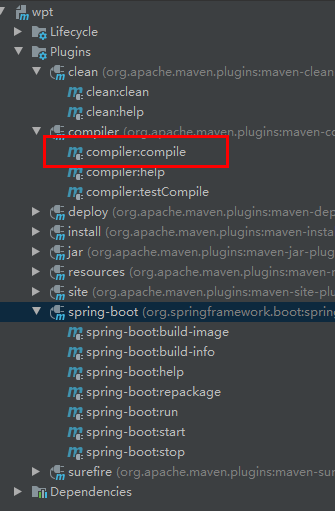 wpt
Lifecycle
Plugins
clean (org.apache.maven.plugins:maven-clean
clean:clean
clean:help
compiler (org.apache.maven.plugins:maven-co
compiler:compile
compiler:help
compiler:testCompile
deploy (org.apache.maven.plugins:maven-dep
install (org.apache.maven.plugins:maven-insta
jar (org.apache.maven.plugins:maven-jar-plug
resources (org.apache.maven.plugins:maven-r
site (org.apache.maven.plugins:maven-site-plu
spring-boot (org.springframework.boot:spring
spring-boot:build-image
spring-boot:build-info
spring-boot:help
spring-boot:repackage
spring-boot:run
spring-boot:start
spring-boot:stop
surefire (org.apache.maven.plugins:maven-sur
Dependencies